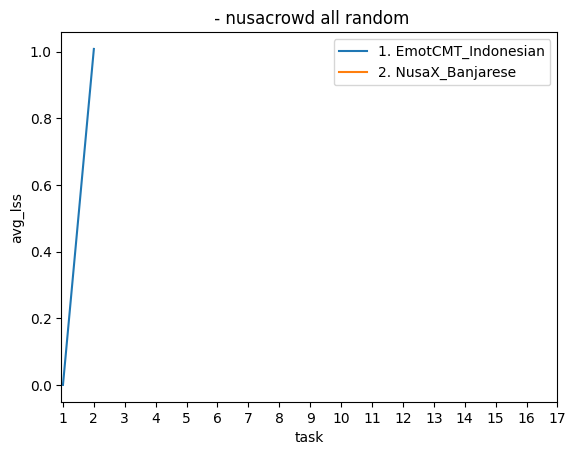 - nusacrowd all random
1. EmotCMT_Indonesian
2. NusaX_Banjarese
avg_lss
1.0
0.8
0.6
0.4
0.2
0.0
1 2 3 4 5 6 7 8 9 10 11 12 13 14 15 16 17
task